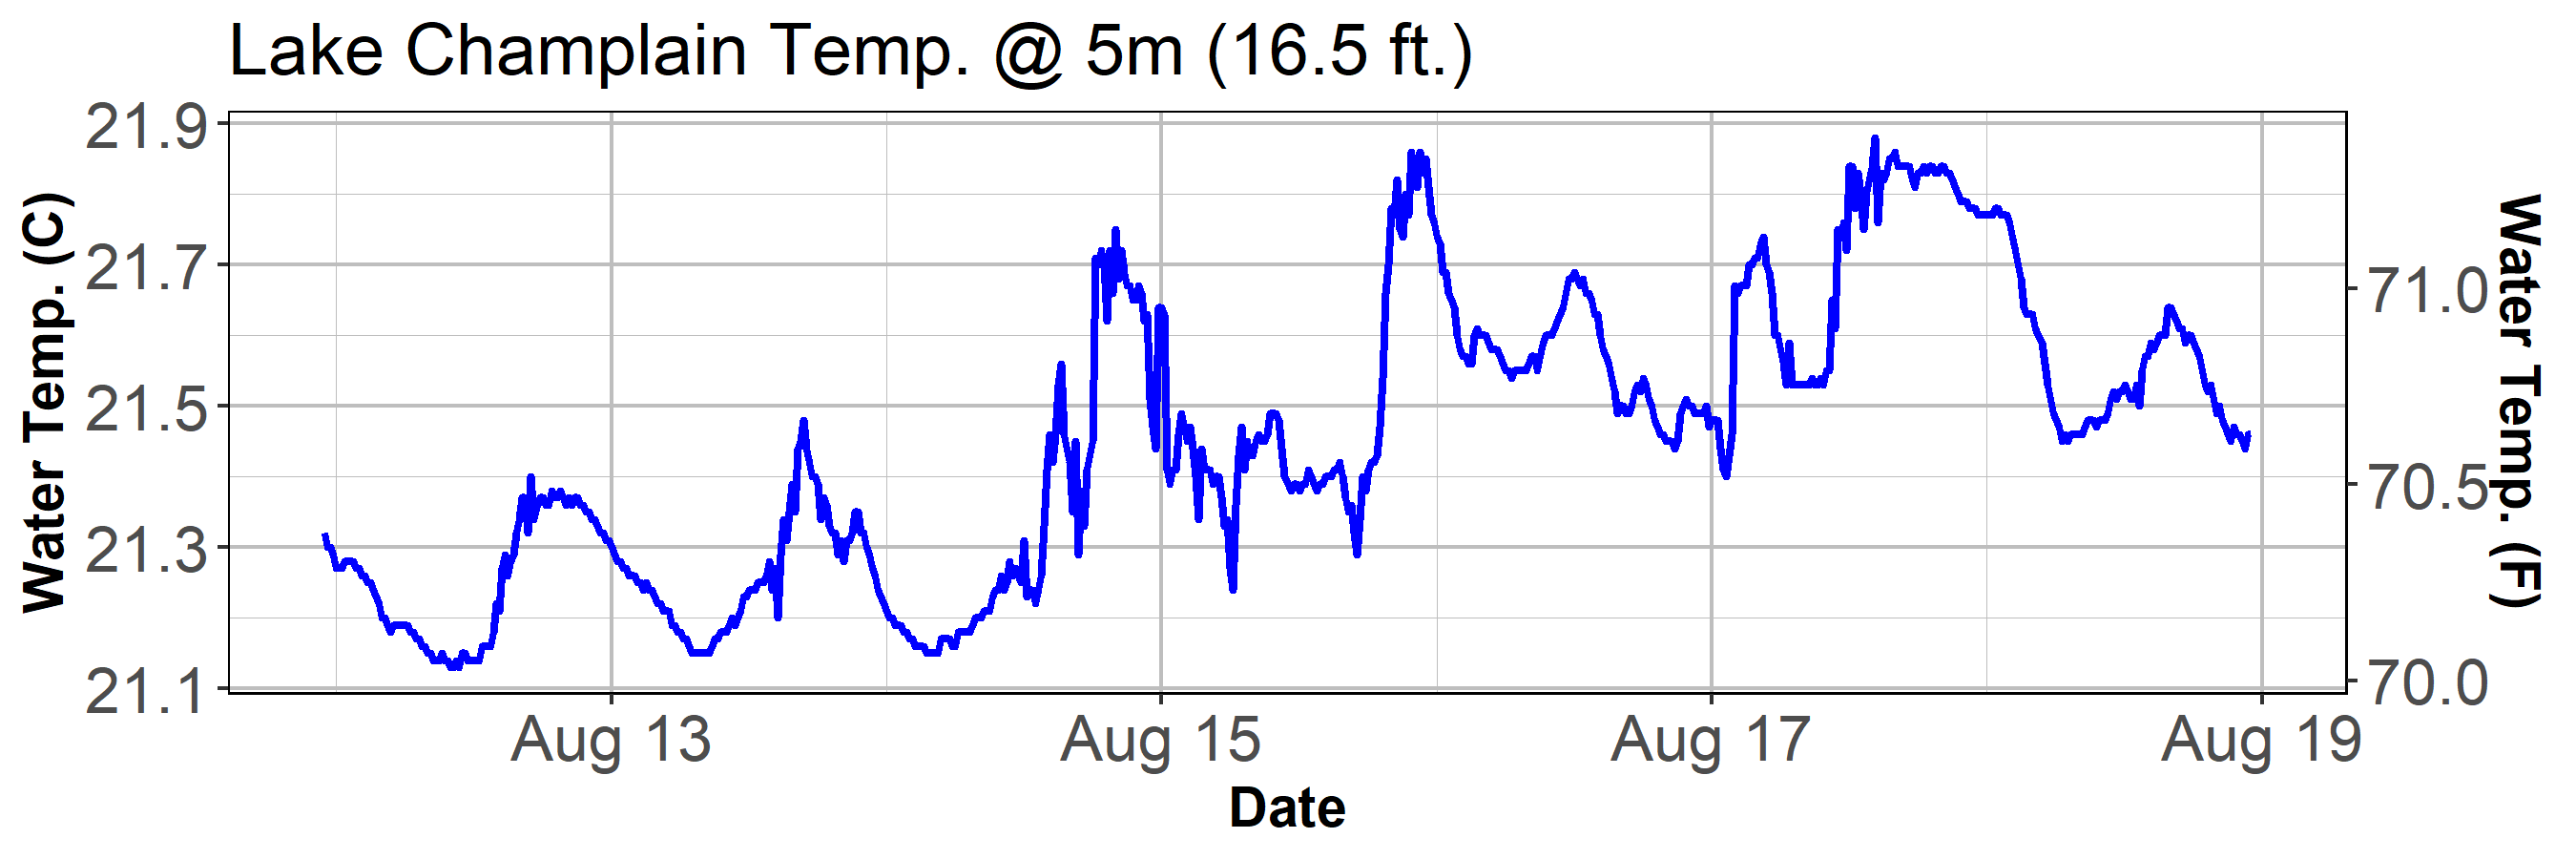 Lake Champlain Temp. @ 5m (16.5 ft.)
Water Temp. (C)
21.9
21.7
21.5
21.3
21.1
71.0
70.5
70.0
Water Temp. (F)
Aug 13 Aug 15 Aug 17 Aug 19
Date